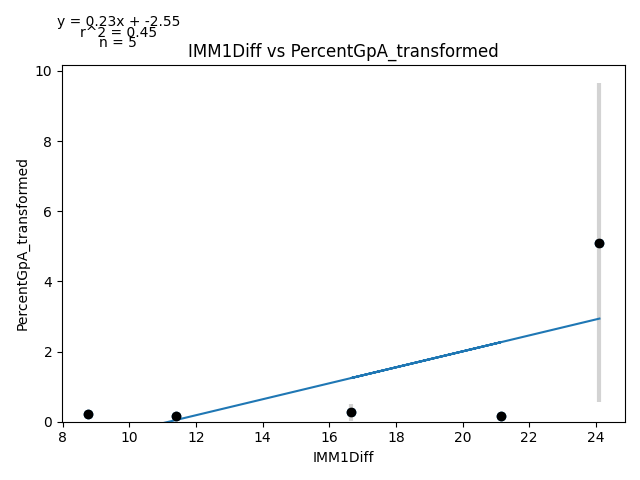 y = 0.23x + -2.55
r^2 = 0.45
n = 5
IMM1Diff vs PercentGpA_transformed
PercentGpA_transformed
10
8
6
4
2
0
8 10 12 14 16 18 20 22 24
IMM1Diff